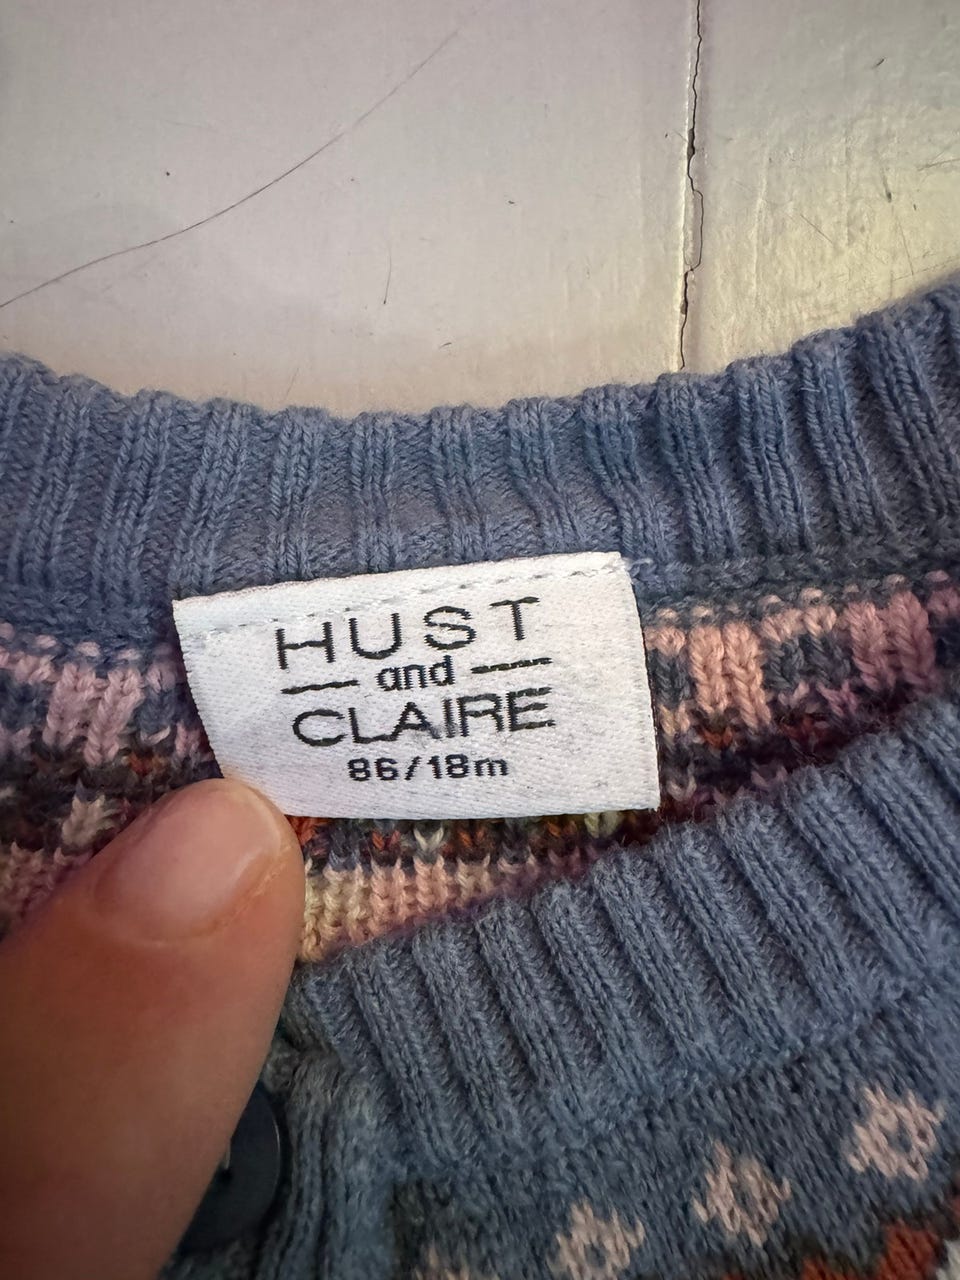 HUST
and
CLAIRE
86/18m